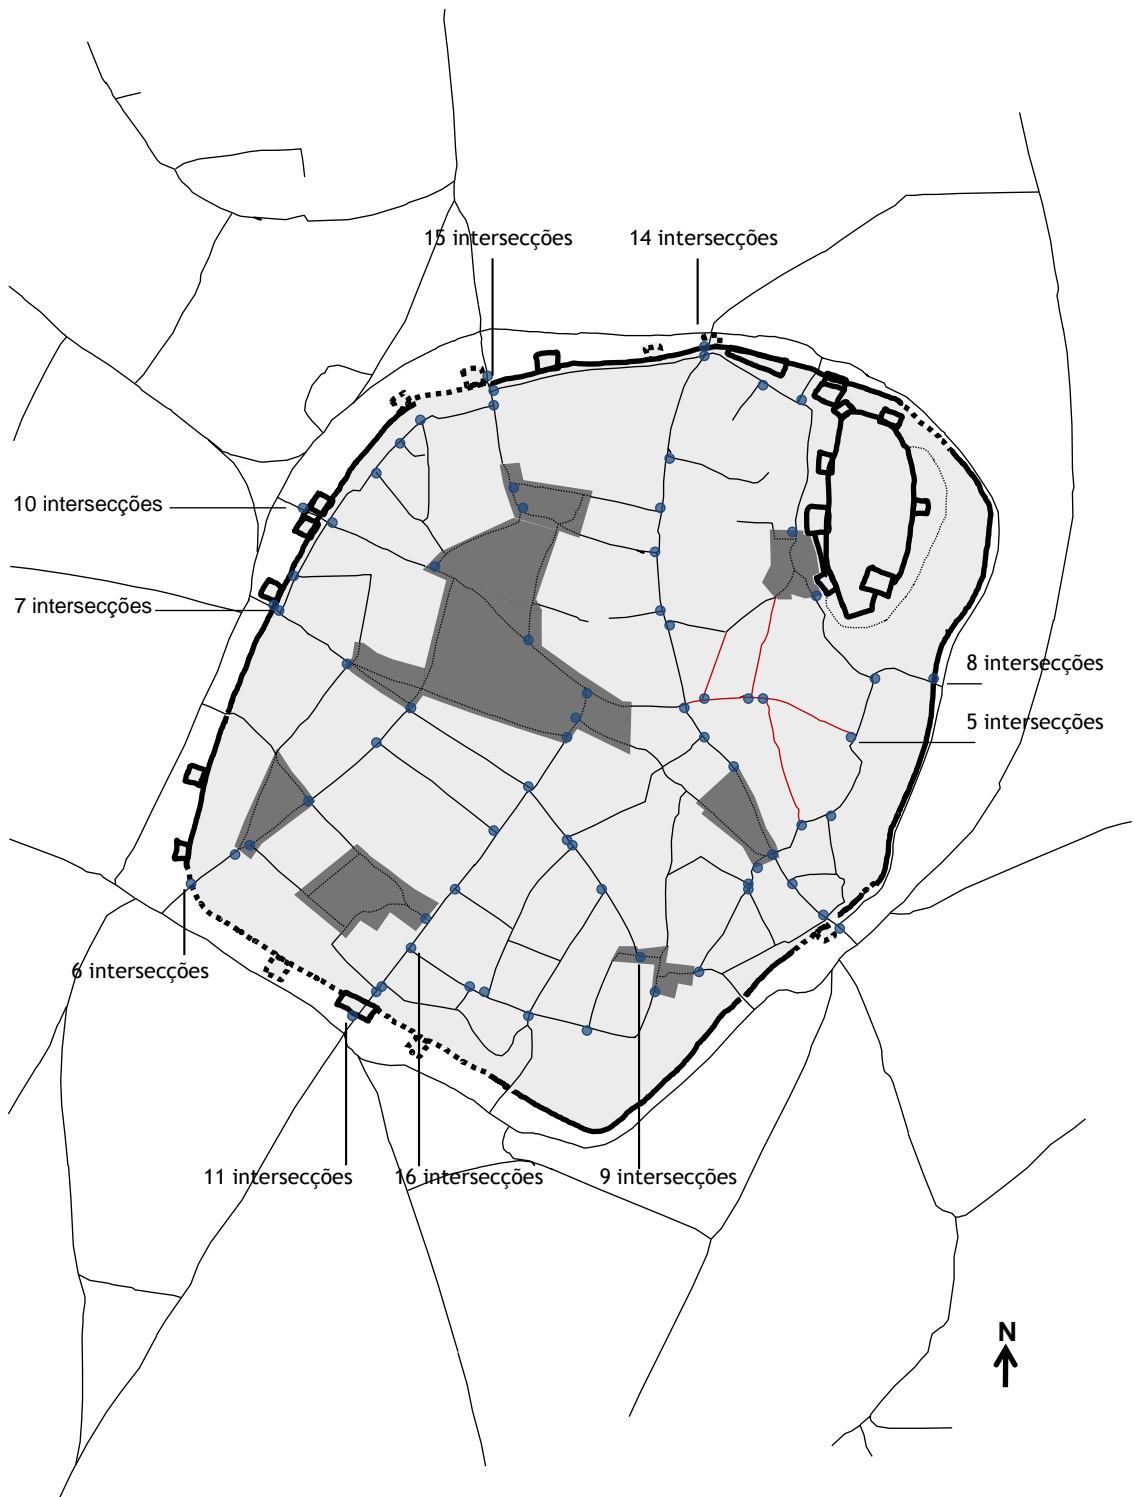 15 intersecções
14 intersecções
10 intersecções
7 intersecções
8 intersecções
5 intersecções
6 intersecções
11 intersecções
16 intersecções
9 intersecções
N